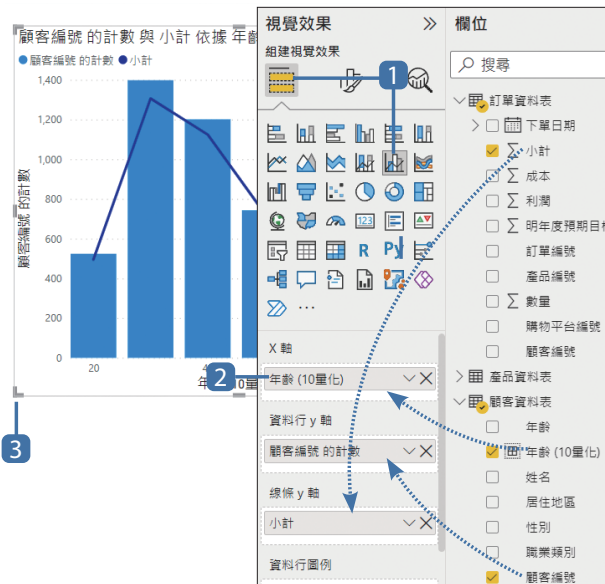 顧客編號 的計數 與 小計 依據 年齡
顧客編號 的計數 小計
1,400
1,200
1,000
800
600
400
200
0
顧客編號 的計數
20
視覺效果
組建視覺效果
1
123
R
Py
X 軸
2
年齡 (10量化)
資料行 y 軸
顧客編號 的計數
線條 y 軸
小計
資料行圖例
3
欄位
搜尋
訂單資料表
下單日期
小計
成本
利潤
明年度預期目標
訂單編號
產品編號
數量
購物平台編號
顧客編號
產品資料表
顧客資料表
年齡
年齡 (10量化)
姓名
居住地區
性別
職業類別
顧客編號